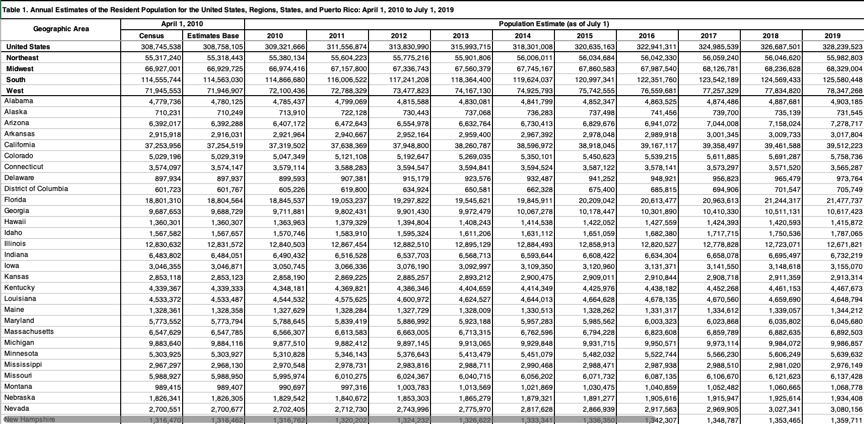 Table 1. Annual Estimates of the Resident Population for the United States, Regions, States, and Puerto Rico: April 1, 2010 to July 1, 2019
Geographic Area April 1, 2010 Population Estimate (as of July 1)
Census Estimates Base 2010 2011 2012 2013 2014 2015 2016 2017 2018 2019
United States 308,745,538 308,758,105 309,321,666 311,556,874 313,830,990 315,993,715 318,301,008 320,635,163 322,941,311 324,985,539 326,687,501 328,239,523
Northeast 55,317,240 55,318,443 55,380,134 55,604,223 55,775,216 55,901,806 56,006,011 56,034,684 56,042,330 56,059,240 56,046,620 55,982,803
Midwest 66,927,001 66,929,725 66,974,416 67,157,800 67,336,743 67,560,379 67,745,167 67,860,583 67,987,540 68,126,781 68,236,628 68,329,004
South 114,555,744 114,563,030 114,866,680 116,006,522 117,241,208 118,364,400 119,624,037 120,997,341 122,351,760 123,542,189 124,569,433 125,580,448
West 71,945,553 71,946,907 72,100,436 72,788,329 73,477,823 74,167,130 74,925,793 75,742,555 76,559,681 77,257,329 77,834,820 78,347,268
Alabama 4,779,736 4,780,125 4,785,437 4,799,069 4,815,588 4,830,081 4,841,799 4,852,347 4,863,525 4,874,486 4,887,681 4,903,185
Alaska 710,231 710,249 713,910 722,128 730,443 737,068 736,283 737,498 741,456 739,700 735,139 731,545
Arizona 6,392,017 6,392,288 6,407,172 6,472,643 6,554,978 6,632,764 6,730,413 6,829,676 6,941,072 7,044,008 7,158,024 7,278,717
Arkansas 2,915,918 2,916,031 2,921,964 2,940,667 2,952,164 2,959,400 2,967,392 2,978,048 2,989,918 3,001,345 3,009,733 3,017,804
California 37,253,956 37,254,519 37,319,502 37,638,369 37,948,800 38,260,787 38,596,972 38,918,045 39,167,117 39,358,497 39,461,588 39,512,223
Colorado 5,029,196 5,029,319 5,047,349 5,121,108 5,192,647 5,269,035 5,350,101 5,450,623 5,539,215 5,611,885 5,691,287 5,758,736
Connecticut 3,574,097 3,574,147 3,579,114 3,588,283 3,594,547 3,594,841 3,594,524 3,587,122 3,578,141 3,573,297 3,571,520 3,565,287
Delaware 897,934 897,937 899,593 907,381 915,179 923,576 932,487 941,252 948,921 956,823 965,479 973,764
District of Columbia 601,723 601,767 605,226 619,800 634,924 650,581 662,328 675,400 685,815 694,906 701,547 705,749
Florida 18,801,310 18,804,564 18,845,537 19,053,237 19,297,822 19,545,621 19,845,911 20,209,042 20,613,477 20,963,613 21,244,317 21,477,737
Georgia 9,687,653 9,688,729 9,711,881 9,802,431 9,901,430 9,972,479 10,067,278 10,178,447 10,301,890 10,410,330 10,511,131 10,617,423
Hawaii 1,360,301 1,360,307 1,363,963 1,379,329 1,394,804 1,408,243 1,414,538 1,422,052 1,427,559 1,424,393 1,420,593 1,415,872
Idaho 1,567,582 1,567,657 1,570,746 1,583,910 1,595,324 1,611,206 1,631,112 1,651,059 1,682,380 1,717,715 1,750,536 1,787,065
Illinois 12,830,632 12,831,572 12,840,503 12,867,454 12,882,510 12,895,129 12,884,493 12,858,913 12,820,527 12,778,828 12,723,071 12,671,821
Indiana 6,483,802 6,484,051 6,490,432 6,516,528 6,537,703 6,568,713 6,593,644 6,608,422 6,634,304 6,658,078 6,695,497 6,732,219
Iowa 3,046,355 3,046,871 3,050,745 3,066,336 3,076,190 3,092,997 3,109,350 3,120,960 3,131,371 3,141,550 3,148,618 3,155,070
Kansas 2,853,118 2,853,123 2,858,190 2,869,225 2,885,257 2,893,212 2,900,475 2,909,011 2,910,844 2,908,718 2,911,359 2,913,314
Kentucky 4,339,367 4,339,333 4,348,181 4,369,821 4,386,346 4,404,659 4,414,349 4,425,976 4,438,182 4,452,268 4,461,153 4,467,673
Louisiana 4,533,372 4,533,487 4,544,532 4,575,625 4,600,972 4,624,527 4,644,013 4,664,628 4,678,135 4,670,560 4,659,690 4,648,794
Maine 1,328,361 1,328,358 1,327,629 1,328,284 1,327,729 1,328,009 1,330,513 1,328,262 1,331,317 1,334,612 1,339,057 1,344,212
Maryland 5,773,552 5,773,794 5,788,645 5,839,419 5,886,992 5,923,188 5,957,283 5,985,562 6,003,323 6,023,868 6,035,802 6,045,680
Massachusetts 6,547,629 6,547,785 6,566,307 6,613,583 6,663,005 6,713,315 6,762,596 6,794,228 6,823,608 6,859,789 6,882,635 6,892,503
Michigan 9,883,640 9,884,116 9,877,510 9,882,412 9,897,145 9,913,065 9,929,848 9,931,715 9,950,571 9,973,114 9,984,072 9,986,857
Minnesota 5,303,925 5,303,927 5,310,828 5,346,143 5,376,643 5,413,479 5,451,079 5,482,032 5,522,744 5,566,230 5,606,249 5,639,632
Mississippi 2,967,297 2,968,130 2,970,548 2,978,731 2,983,816 2,988,711 2,990,468 2,988,471 2,987,938 2,988,510 2,981,020 2,976,149
Missouri 5,988,927 5,988,950 5,995,974 6,010,275 6,024,367 6,040,715 6,056,202 6,071,732 6,087,135 6,106,670 6,121,623 6,137,428
Montana 989,415 989,407 990,697 997,316 1,003,783 1,013,569 1,021,869 1,030,475 1,040,859 1,052,482 1,060,665 1,068,778
Nebraska 1,826,341 1,826,305 1,829,542 1,840,672 1,853,303 1,865,279 1,879,321 1,891,277 1,905,616 1,915,947 1,925,614 1,934,408
Nevada 2,700,551 2,700,677 2,702,405 2,712,730 2,743,996 2,775,970 2,817,628 2,866,939 2,917,563 2,969,905 3,027,341 3,080,156
New Hampshire 1,316,470 1,316,462 1,316,762 1,320,202 1,324,232 1,326,622 1,333,341 1,336,350 1,342,307 1,348,787 1,353,465 1,359,711